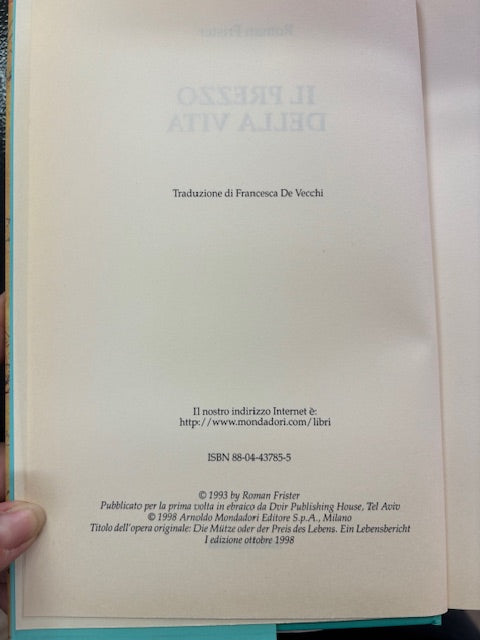 Roman Frister
IL PREZZO
DELLA VITA
Traduzione di Francesca De Vecchi
Il nostro indirizzo Internet è:
http://www.mondadori.com/libri
ISBN 88-04-43785-5
© 1993 by Roman Frister
Pubblicato per la prima volta in ebraico da Dvir Publishing House, Tel Aviv
© 1998 Arnoldo Mondadori Editore S.p.A., Milano
Titolo dell'opera originale: Die Mütze oder der Preis des Lebens. Ein Lebensbericht
I edizione ottobre 1998